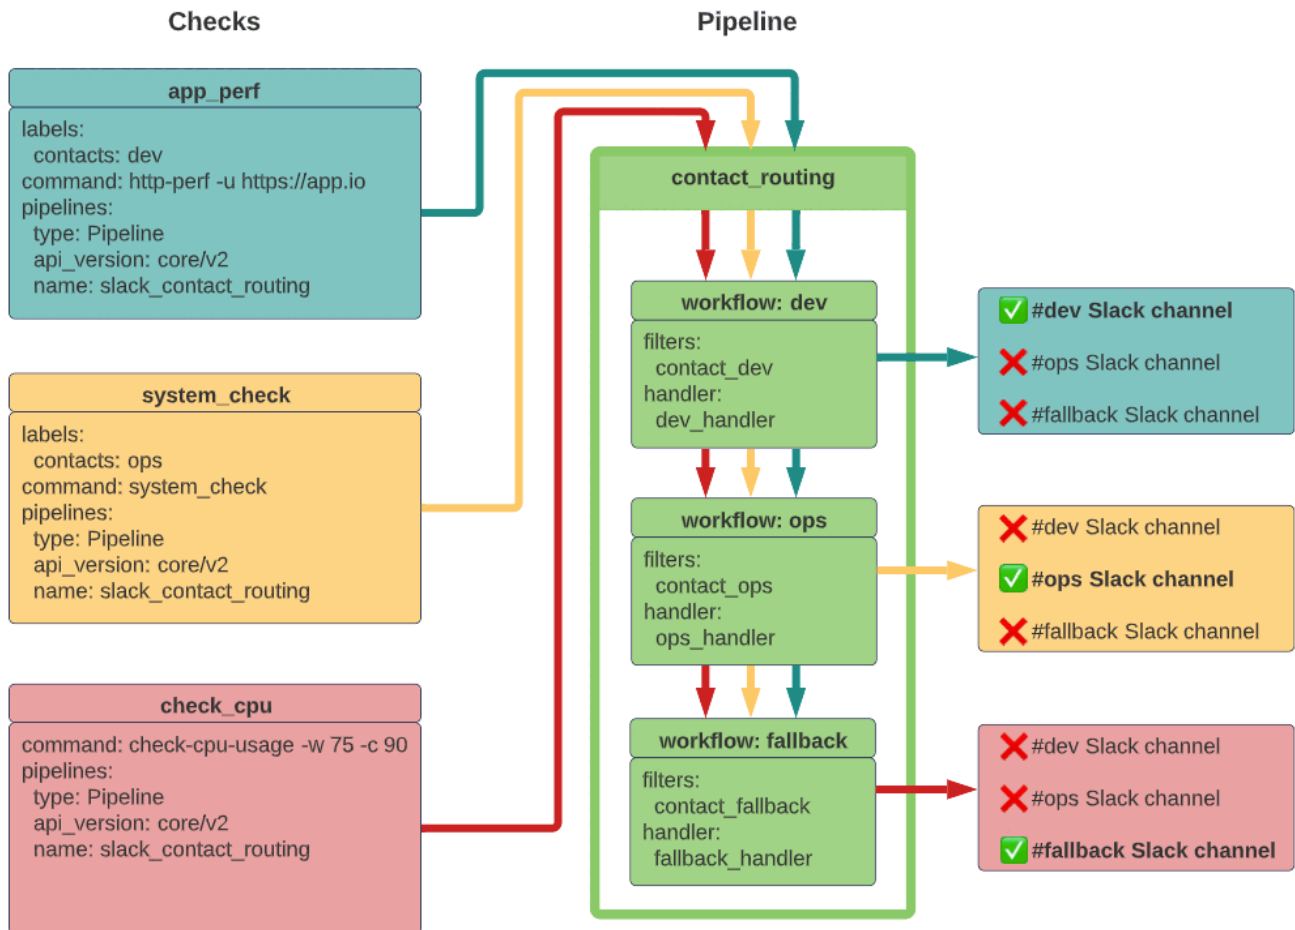 Checks
Pipeline
app_perf
labels:
contacts: dev
command: http-perf -u https://app.io
pipelines:
type: Pipeline
api_version: core/v2
name: slack_contact_routing
system_check
labels:
contacts: ops
command: system_check
pipelines:
type: Pipeline
api_version: core/v2
name: slack_contact_routing
check_cpu
command: check-cpu-usage -w 75 -c 90
pipelines:
type: Pipeline
api_version: core/v2
name: slack_contact_routing
contact_routing
workflow: dev
filters:
contact_dev
handler:
dev_handler
workflow: ops
filters:
contact_ops
handler:
ops_handler
workflow: fallback
filters:
contact_fallback
handler:
fallback_handler
#dev Slack channel
#ops Slack channel
#fallback Slack channel
#dev Slack channel
#ops Slack channel
#fallback Slack channel
#dev Slack channel
#ops Slack channel
#fallback Slack channel